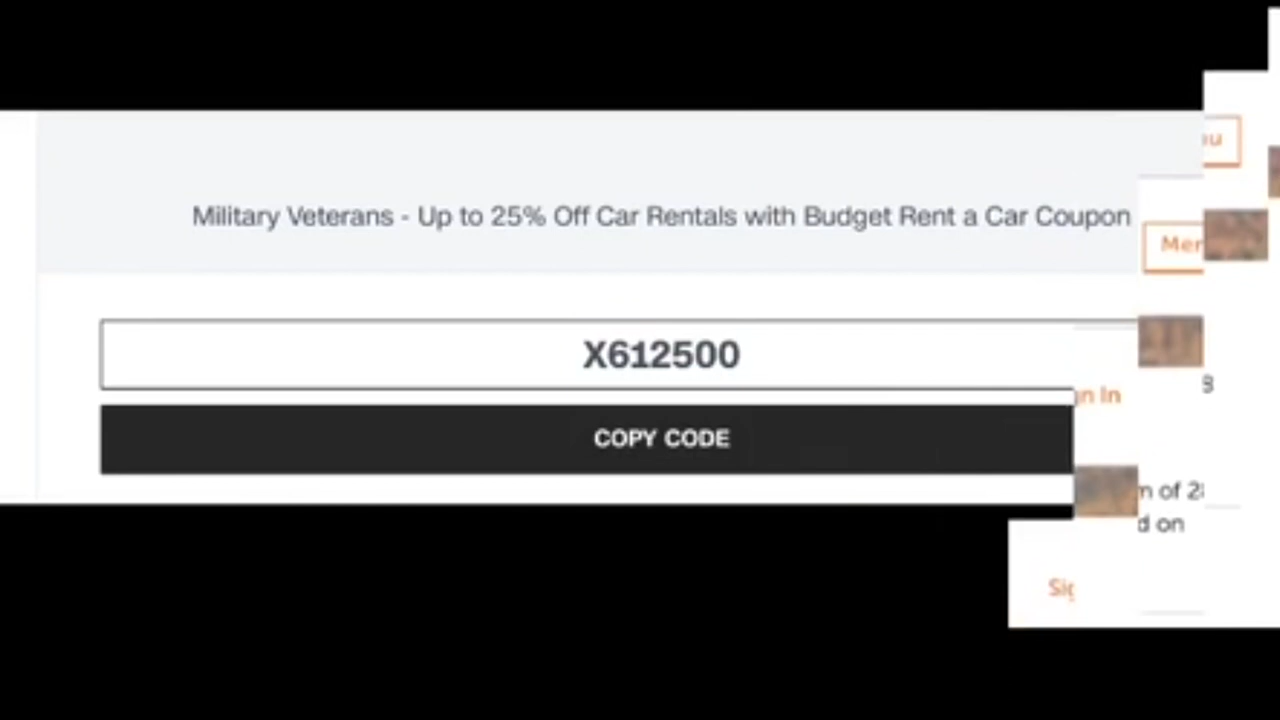 Military Veterans - Up to 25% Off Car Rentals with Budget Rent a Car Coupon
X612500
COPY CODE